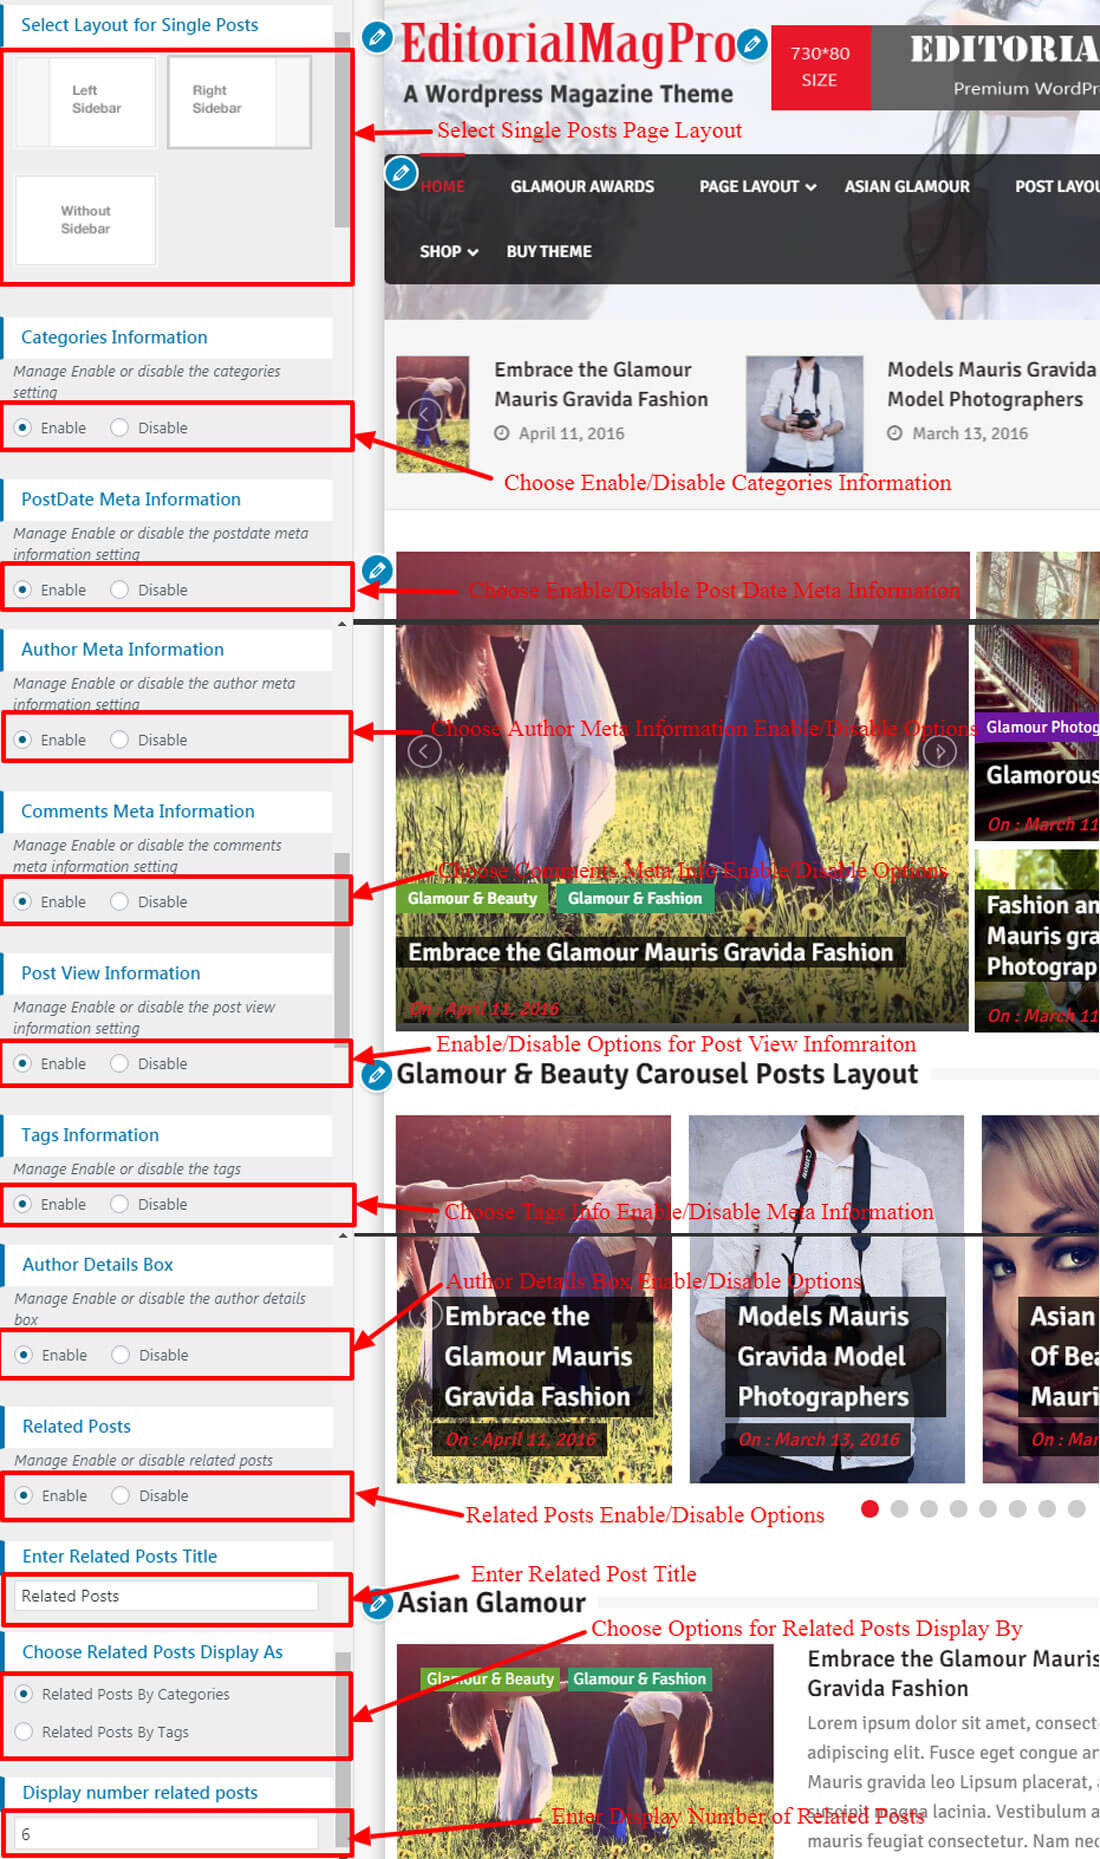 Select Layout for Single Posts
Left
Sidebar
Right
Sidebar
Without
Sidebar
Categories Information
Manage Enable or disable the categories
setting
Enable Disable
PostDate Meta Information
Manage Enable or disable the postdate meta
information setting
Enable Disable
Author Meta Information
Manage Enable or disable the author meta
information setting
Enable Disable
Comments Meta Information
Manage Enable or disable the comments
meta information setting
Enable Disable
Post View Information
Manage Enable or disable the post view
information setting
Enable Disable
Tags Information
Manage Enable or disable the tags
Enable Disable
Author Details Box
Manage Enable or disable the author details
box
Enable Disable
Related Posts
Manage Enable or disable related posts
Enable Disable
Enter Related Posts Title
Related Posts
Choose Related Posts Display As
Related Posts By Categories
Related Posts By Tags
Display number related posts
6
EditorialMagPro
A Wordpress Magazine Theme
730*80
SIZE
EDITORIA
Premium WordPr
Select Single Posts Page Layout
HOME GLAMOUR AWARDS PAGE LAYOUT ASIAN GLAMOUR POST LAYOU
SHOP BUY THEME
Embrace the Glamour
Mauris Gravida Fashion
April 11, 2016
Models Mauris Gravida
Model Photographers
March 13, 2016
Choose Enable/Disable Categories Information
Choose Enable/Disable Post Date Meta Information
Choose Author Meta Information Enable/Disable Options
Glamour Photog
Glamorous
On : March 11
Choose Comments Meta Info Enable/Disable Options
Glamour & Beauty Glamour & Fashion
Embrace the Glamour Mauris Gravida Fashion
On : April 11, 2016
Fashion an
Mauris gra
Photograp
On : March 11
Enable/Disable Options for Post View Infomraiton
Glamour & Beauty Carousel Posts Layout
Canon
Choose Tags Info Enable/Disable Meta Information
Author Details Box Enable/Disable Options
Embrace the
Glamour Mauris
Gravida Fashion
On : April 11, 2016
Models Mauris
Gravida Model
Photographers
On : March 13, 2016
Asian
Of Bea
Mauri
On : Mar
Related Posts Enable/Disable Options
Enter Related Post Title
Asian Glamour
Choose Options for Related Posts Display By
Glamour & Beauty Glamour & Fashion
Embrace the Glamour Mauris
Gravida Fashion
Lorem ipsum dolor sit amet, consect
adipiscing elit. Fusce eget congue an
Mauris gravida leo Lipsum placerat, a
suscipit magna lacinia. Vestibulum a
mauris feugiat consectetur. Nam nec
Enter Display Number of Related Posts